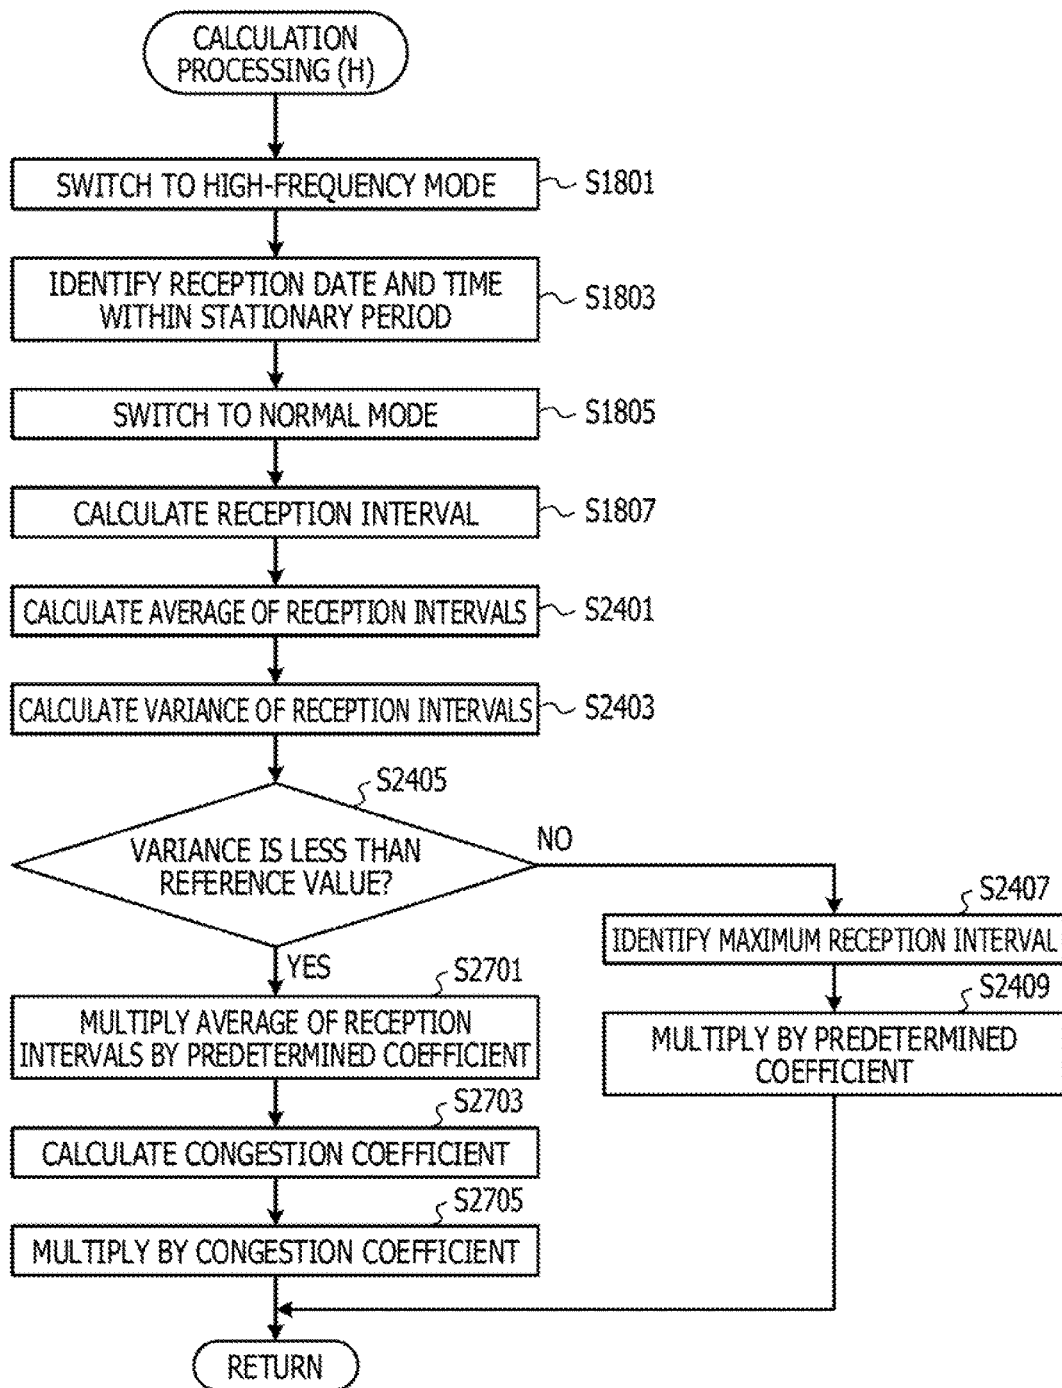 CALCULATION
PROCESSING (H)
SWITCH TO HIGH-FREQUENCY MODE
S1801
IDENTIFY RECEPTION DATE AND TIME
WITHIN STATIONARY PERIOD
S1803
SWITCH TO NORMAL MODE
S1805
CALCULATE RECEPTION INTERVAL
S1807
CALCULATE AVERAGE OF RECEPTION INTERVALS
S2401
CALCULATE VARIANCE OF RECEPTION INTERVALS
S2403
S2405
VARIANCE IS LESS THAN
REFERENCE VALUE?
NO
YES
S2407
IDENTIFY MAXIMUM RECEPTION INTERVAL
S2409
MULTIPLY BY PREDETERMINED
COEFFICIENT
S2701
MULTIPLY AVERAGE OF RECEPTION
INTERVALS BY PREDETERMINED COEFFICIENT
S2703
CALCULATE CONGESTION COEFFICIENT
S2705
MULTIPLY BY CONGESTION COEFFICIENT
RETURN